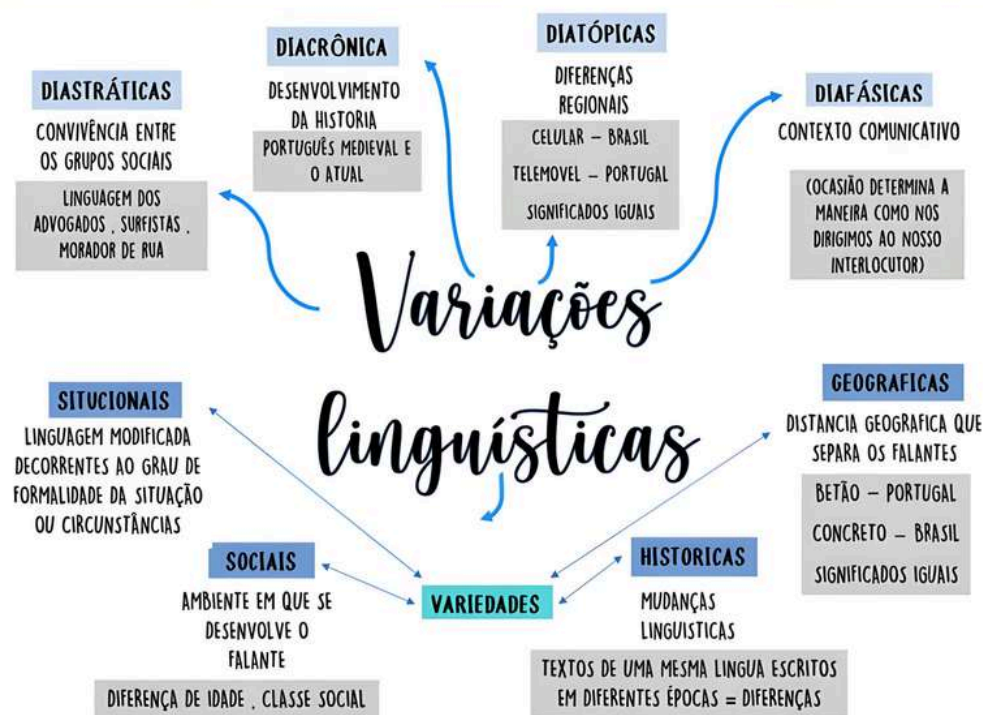 DIASTRÁTICAS
CONVIVÊNCIA ENTRE
OS GRUPOS SOCIAIS
LINGUAGEM DOS
ADVOGADOS , SURFISTAS ,
MORADOR DE RUA
DIACRÔNICA
DESENVOLVIMENTO
DA HISTORIA
PORTUGUÊS MEDIEVAL E
O ATUAL
DIATÓPICAS
DIFERENÇAS
REGIONAIS
CELULAR – BRASIL
TELEMOVEL – PORTUGAL
SIGNIFICADOS IGUAIS
DIAFÁSICAS
CONTEXTO COMUNICATIVO
(OCASIÃO DETERMINA A
MANEIRA COMO NOS
DIRIGIMOS AO NOSSO
INTERLOCUTOR)
Variações
linguísticas
SITUCIONAIS
LINGUAGEM MODIFICADA
DECORRENTES AO GRAU DE
FORMALIDADE DA SITUAÇÃO
OU CIRCUNSTÂNCIAS
SOCIAIS
AMBIENTE EM QUE SE
DESENVOLVE O
FALANTE
DIFERENÇA DE IDADE , CLASSE SOCIAL
VARIEDADES
HISTORICAS
MUDANÇAS
LINGUISTICAS
TEXTOS DE UMA MESMA LINGUA ESCRITOS
EM DIFERENTES ÉPOCAS = DIFERENÇAS
GEOGRAFICAS
DISTANCIA GEOGRAFICA QUE
SEPARA OS FALANTES
BETÃO – PORTUGAL
CONCRETO – BRASIL
SIGNIFICADOS IGUAIS